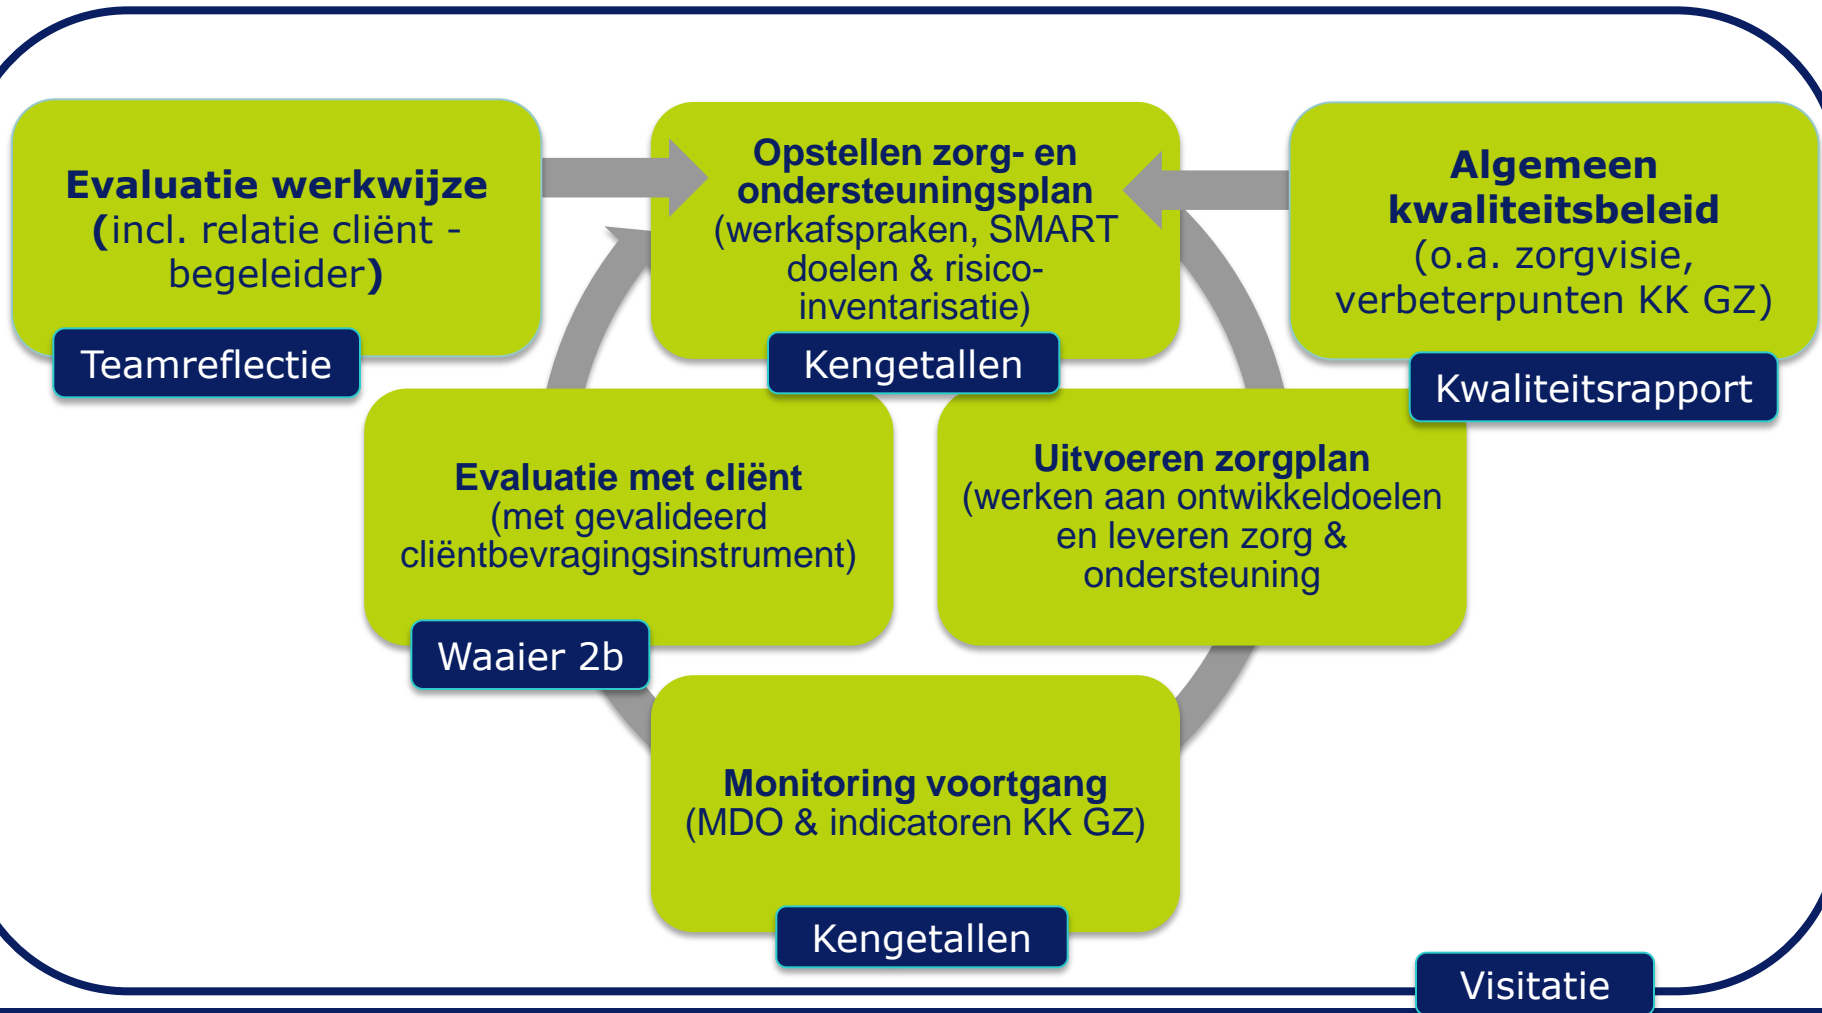 Evaluatie werkwijze
(incl. relatie cliënt -
begeleider)
Teamreflectie
Opstellen zorg- en
ondersteuningsplan
(werkafspraken, SMART
doelen & risico-
inventarisatie)
Kengetallen
Algemeen
kwaliteitsbeleid
(o.a. zorgvisie,
verbeterpunten KK GZ)
Kwaliteitsrapport
Evaluatie met cliënt
(met gevalideerd
cliëntbevragingsinstrument)
Waaier 2b
Uitvoeren zorgplan
(werken aan ontwikkeldoelen
en leveren zorg &
ondersteuning
Monitoring voortgang
(MDO & indicatoren KK GZ)
Kengetallen
Visitatie